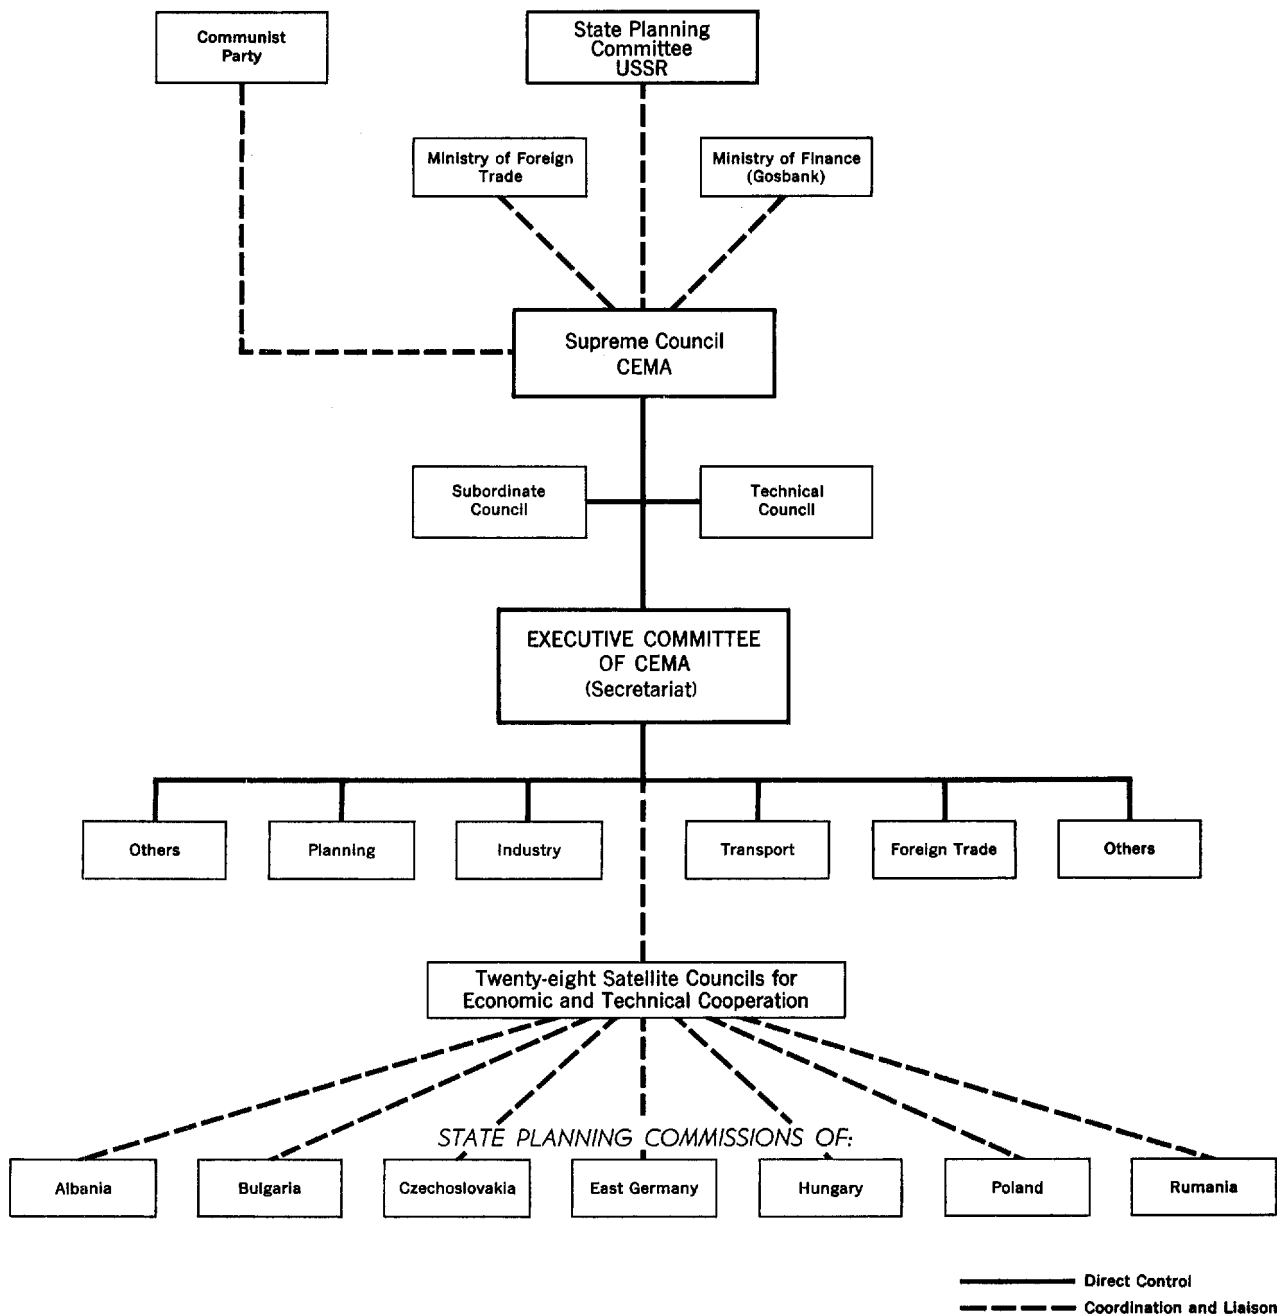 Communist
Party
State Planning
Committee
USSR
Ministry of Foreign
Trade
Ministry of Finance
(Gosbank)
Supreme Council
CEMA
Subordinate
Council
Technical
Council
EXECUTIVE COMMITTEE
OF CEMA
(Secretariat)
Others
Planning
Industry
Transport
Foreign Trade
Others
Twenty-eight Satellite Councils for
Economic and Technical Cooperation
STATE PLANNING COMMISSIONS OF:
Albania
Bulgaria
Czechoslovakia
East Germany
Hungary
Poland
Rumania
Direct Control
Coordination and Liaison